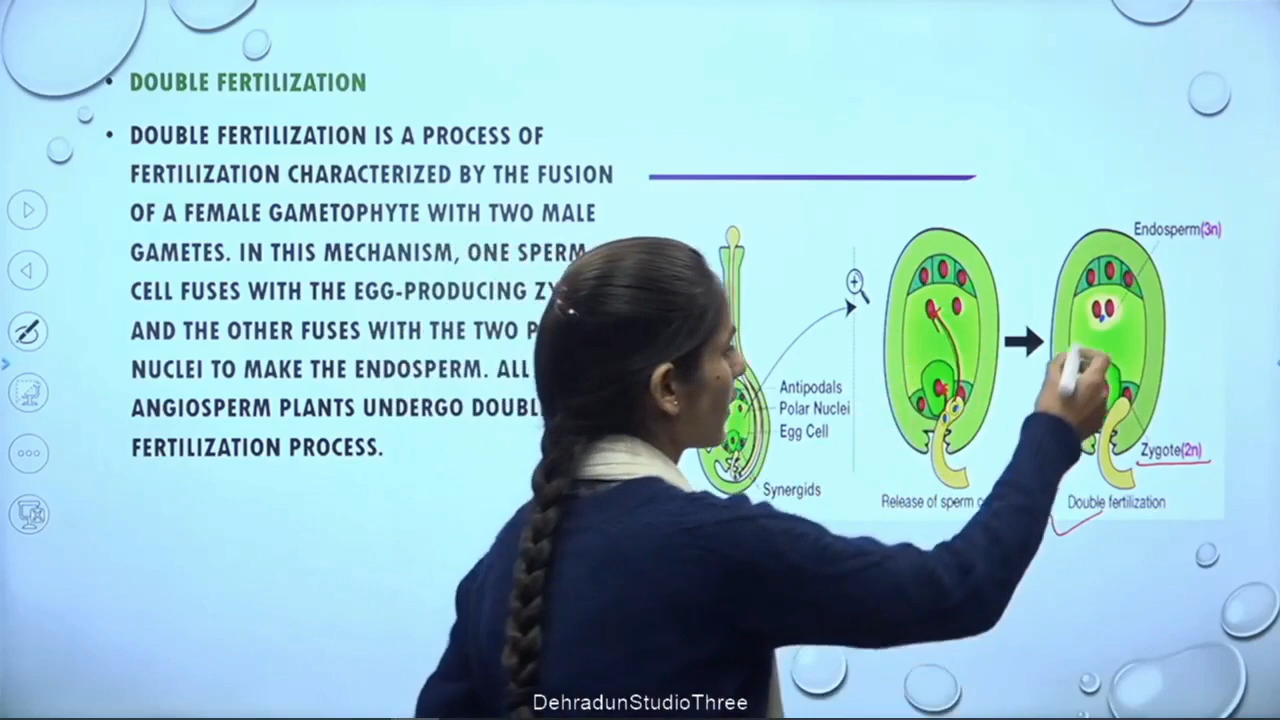 DOUBLE FERTILIZATION
DOUBLE FERTILIZATION IS A PROCESS OF
FERTILIZATION CHARACTERIZED BY THE FUSION
OF A FEMALE GAMETOPHYTE WITH TWO MALE
GAMETES. IN THIS MECHANISM, ONE SPERM
CELL FUSES WITH THE EGG-PRODUCING
AND THE OTHER FUSES WITH THE TWO
NUCLEI TO MAKE THE ENDOSPERM. ALL
ANGIOSPERM PLANTS UNDERGO
FERTILIZATION PROCESS.
Antipodals
Polar Nuclei
Egg Cell
Synergids
Release of sperm
Endosperm(3n)
Zygote(2n)
Double fertilization
DehradunStudioThree